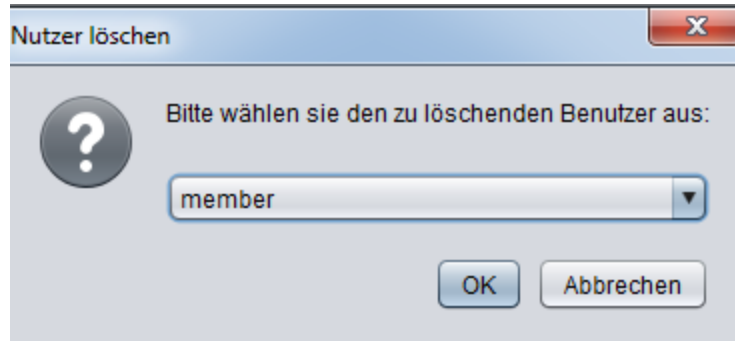 Nutzer löschen
Bitte wählen sie den zu löschenden Benutzer aus:
member
OK
Abbrechen